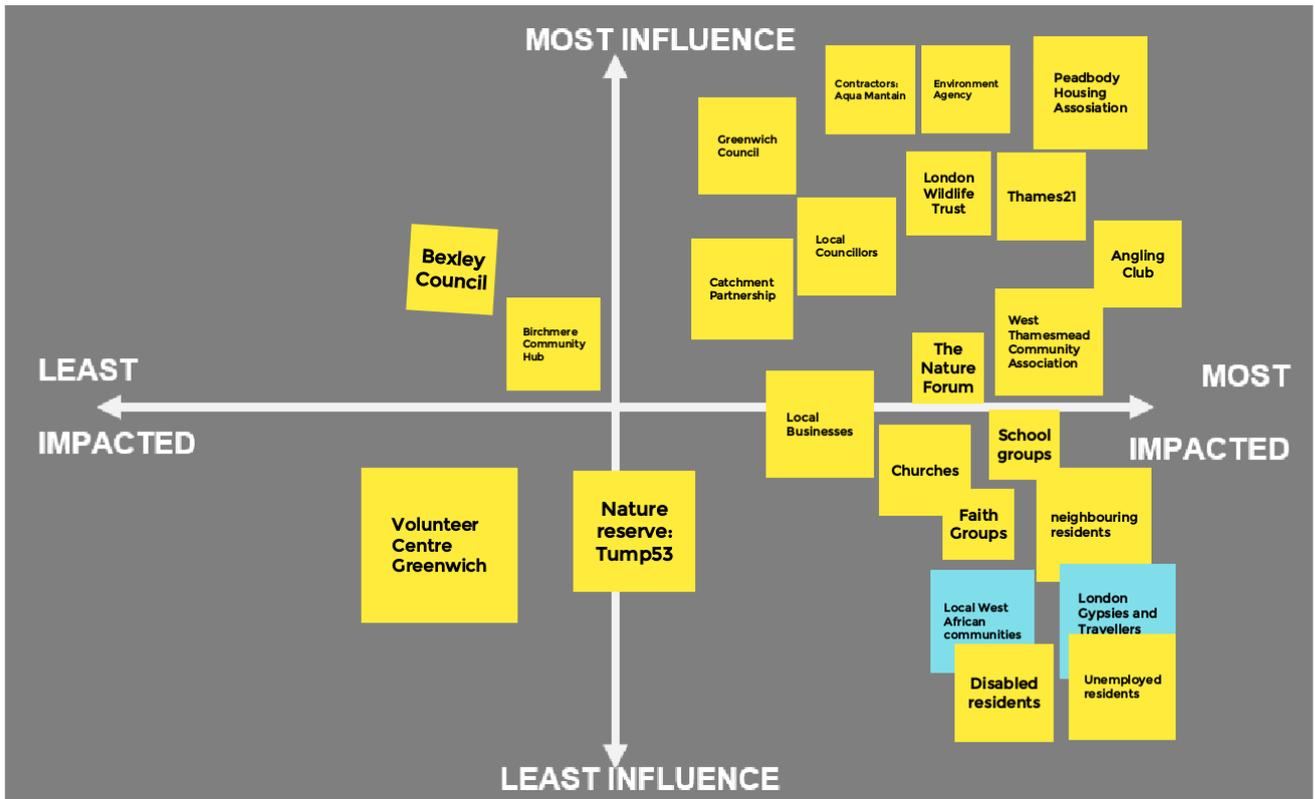 MOST INFLUENCE
Contractors:
Aqua Mantain
Environment
Agency
Peadbody
Housing
Assosiation
Greenwich
Council
London
Wildlife
Trust
Thames21
Local
Councillors
Angling
Club
Bexley
Council
Catchment
Partnership
Birchmere
Community
Hub
West
Thamesmead
Community
Association
The
Nature
Forum
LEAST
IMPACTED
MOST
IMPACTED
Local
Businesses
School
groups
Churches
Faith
Groups
neighbouring
residents
Volunteer
Centre
Greenwich
Nature
reserve:
Tump53
Local West
African
communities
London
Gypsies and
Travellers
Disabled
residents
Unemployed
residents
LEAST INFLUENCE